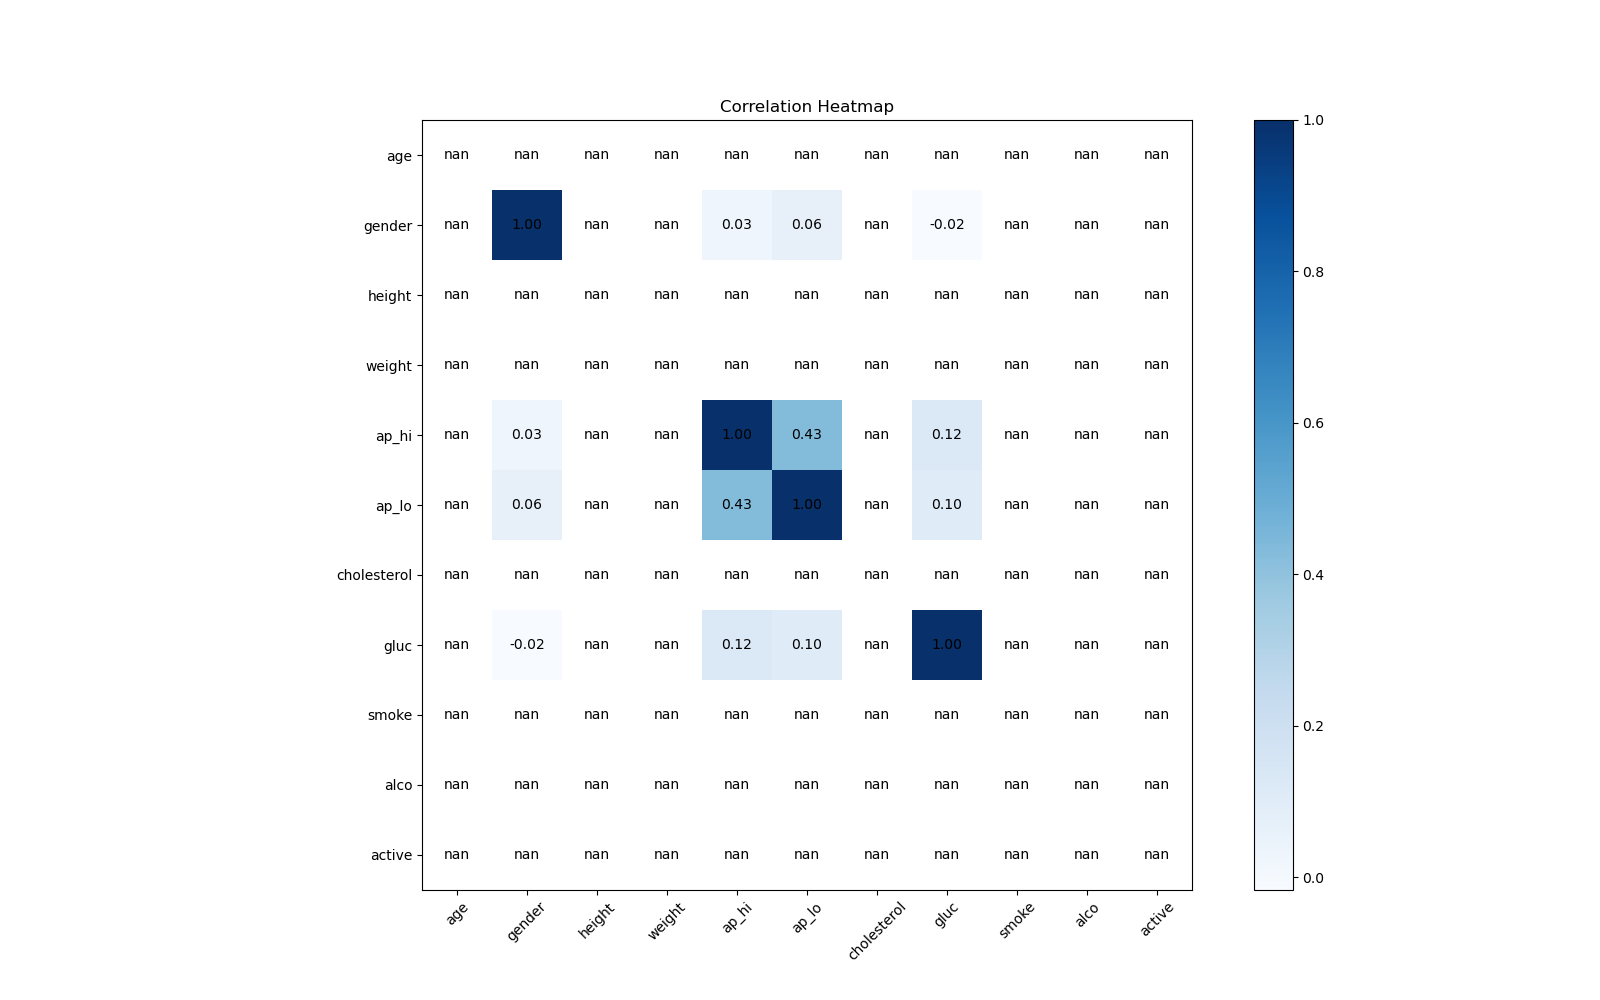 Correlation Heatmap
age nan nan nan nan nan nan nan nan nan nan nan
gender nan 1.00 nan nan 0.03 0.06 nan -0.02 nan nan nan
height nan nan nan nan nan nan nan nan nan nan nan
weight nan nan nan nan nan nan nan nan nan nan nan
ap_hi nan 0.03 nan nan 1.00 0.43 nan 0.12 nan nan nan
ap_lo nan 0.06 nan nan 0.43 1.00 nan 0.10 nan nan nan
cholesterol nan nan nan nan nan nan nan nan nan nan nan
gluc nan -0.02 nan nan 0.12 0.10 nan 1.00 nan nan nan
smoke nan nan nan nan nan nan nan nan nan nan nan
alco nan nan nan nan nan nan nan nan nan nan nan
active nan nan nan nan nan nan nan nan nan nan nan
age gender height weight ap_hi ap_lo cholesterol gluc smoke alco active
1.0
0.8
0.6
0.4
0.2
0.0